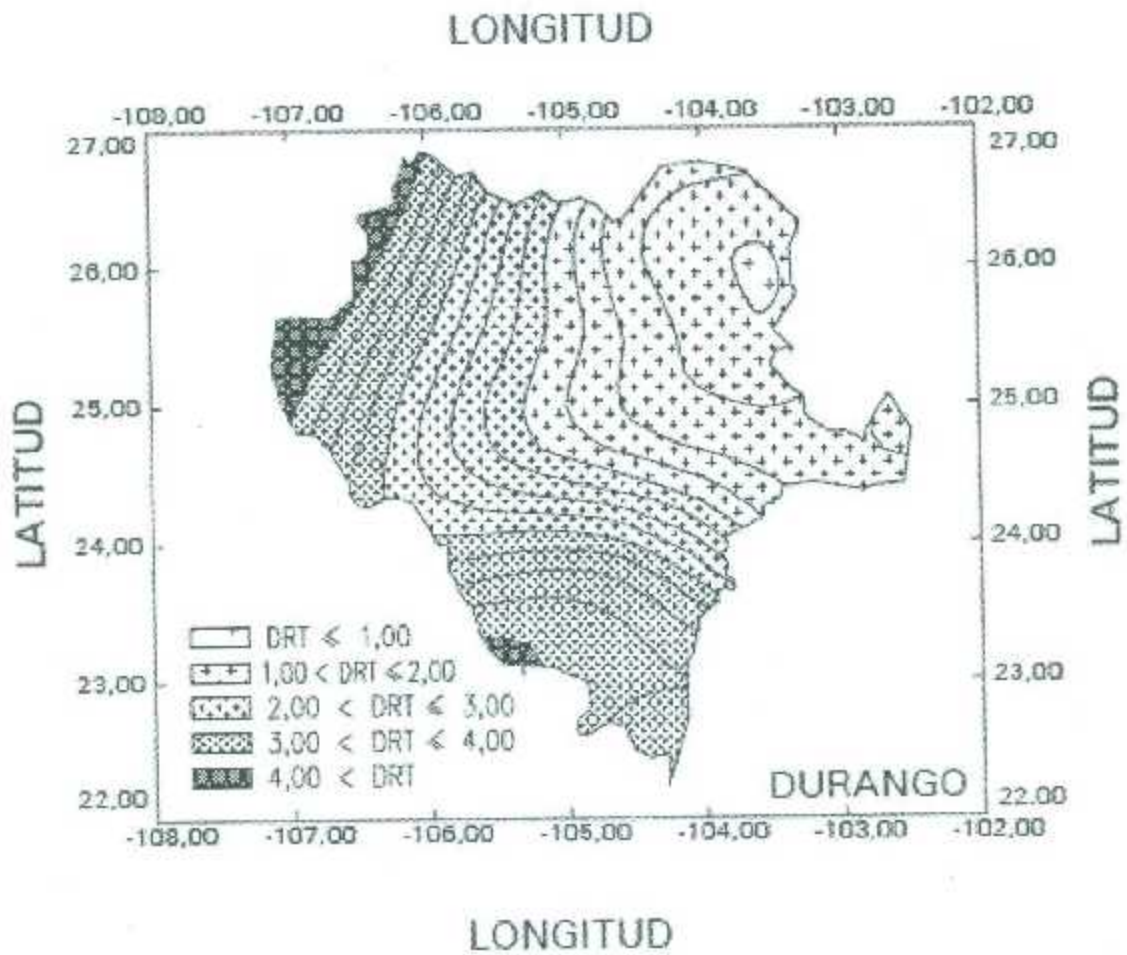 LONGITUD
-108,00 -107,00 -106,00 -105,00 -104,00 -103,00 -102,00
27,00 27,00
26,00 26,00
25,00 25,00
LATITUD LATITUD
24,00 24,00
DRT ≤ 1,00
1,00 < DRT ≤ 2,00
23,00 23,00
2,00 < DRT ≤ 3,00
3,00 < DRT ≤ 4,00
4,00 < DRT
DURANGO
22,00 22.00
-108,00 -107,00 -106,00 -105,00 -104,00 -103,00 -102,00
LONGITUD